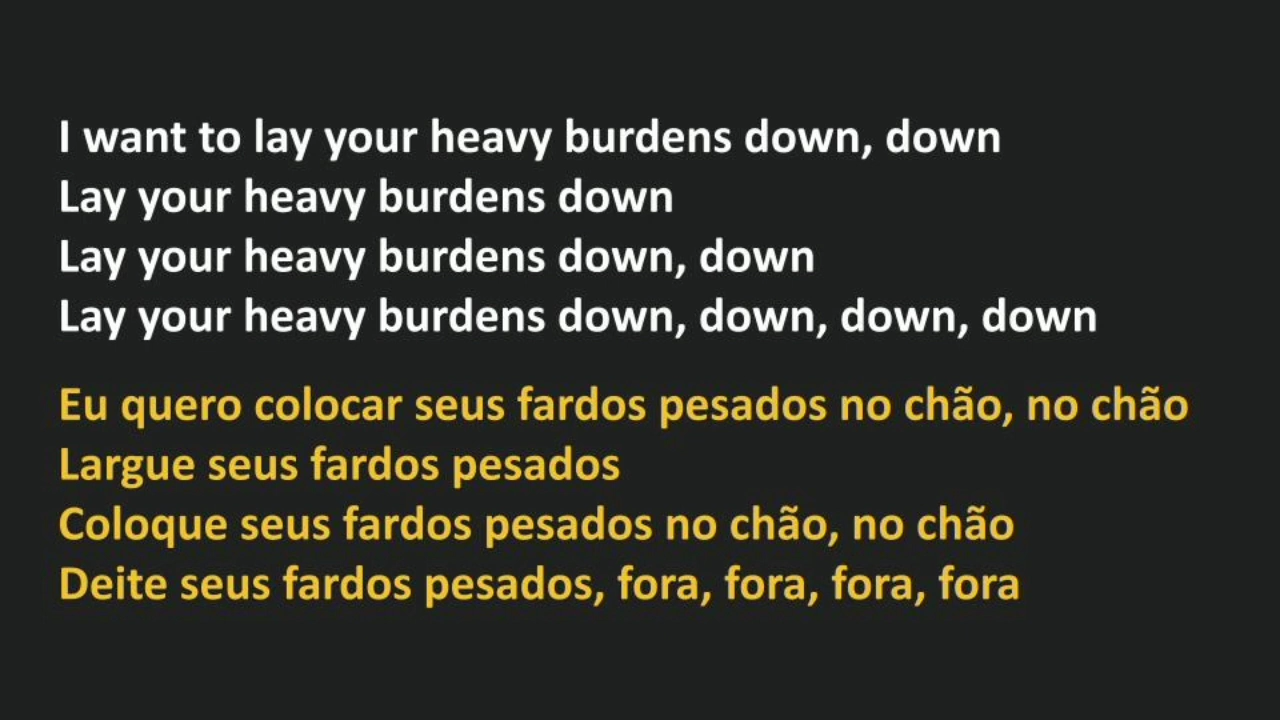 I want to lay your heavy burdens down, down
Lay your heavy burdens down
Lay your heavy burdens down, down
Lay your heavy burdens down, down, down, down
Eu quero colocar seus fardos pesados no chão, no chão
Largue seus fardos pesados
Coloque seus fardos pesados no chão, no chão
Deite seus fardos pesados, fora, fora, fora, fora